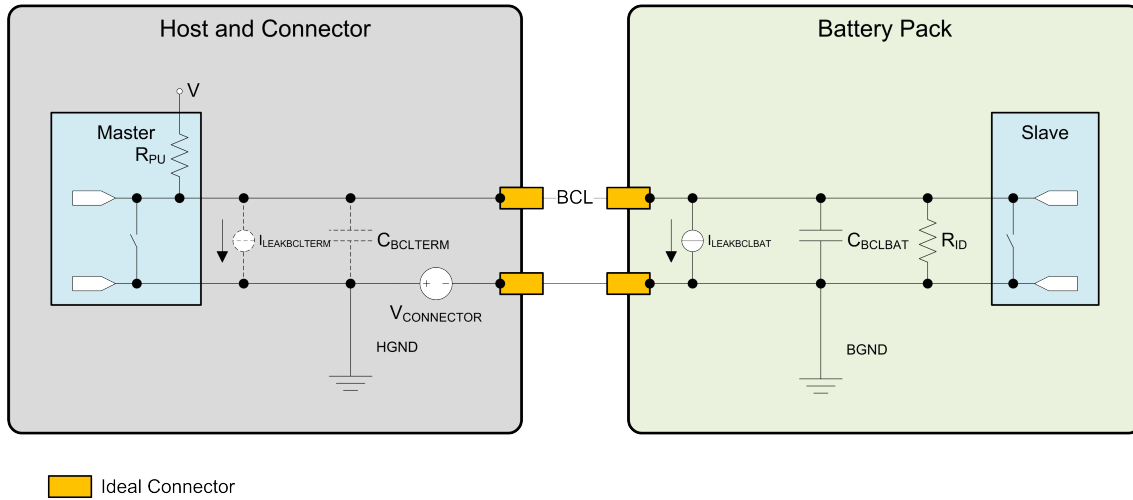 Host and Connector
Battery Pack
V
Master
RPU
Slave
BCL
ILEAKBCLTERM
CBCLTERM
ILEAKBCLBAT
CBCLBAT
RID
+ -
VCONNECTOR
HGND
BGND
Ideal Connector